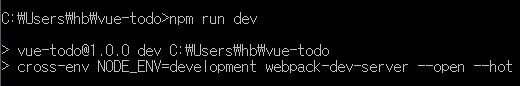 C:₩Users₩hb₩vue-todo>npm run dev
> vue-todo@1.0.0 dev C:₩Users₩hb₩vue-todo
> cross-env NODE_ENV=development webpack-dev-server --open --hot